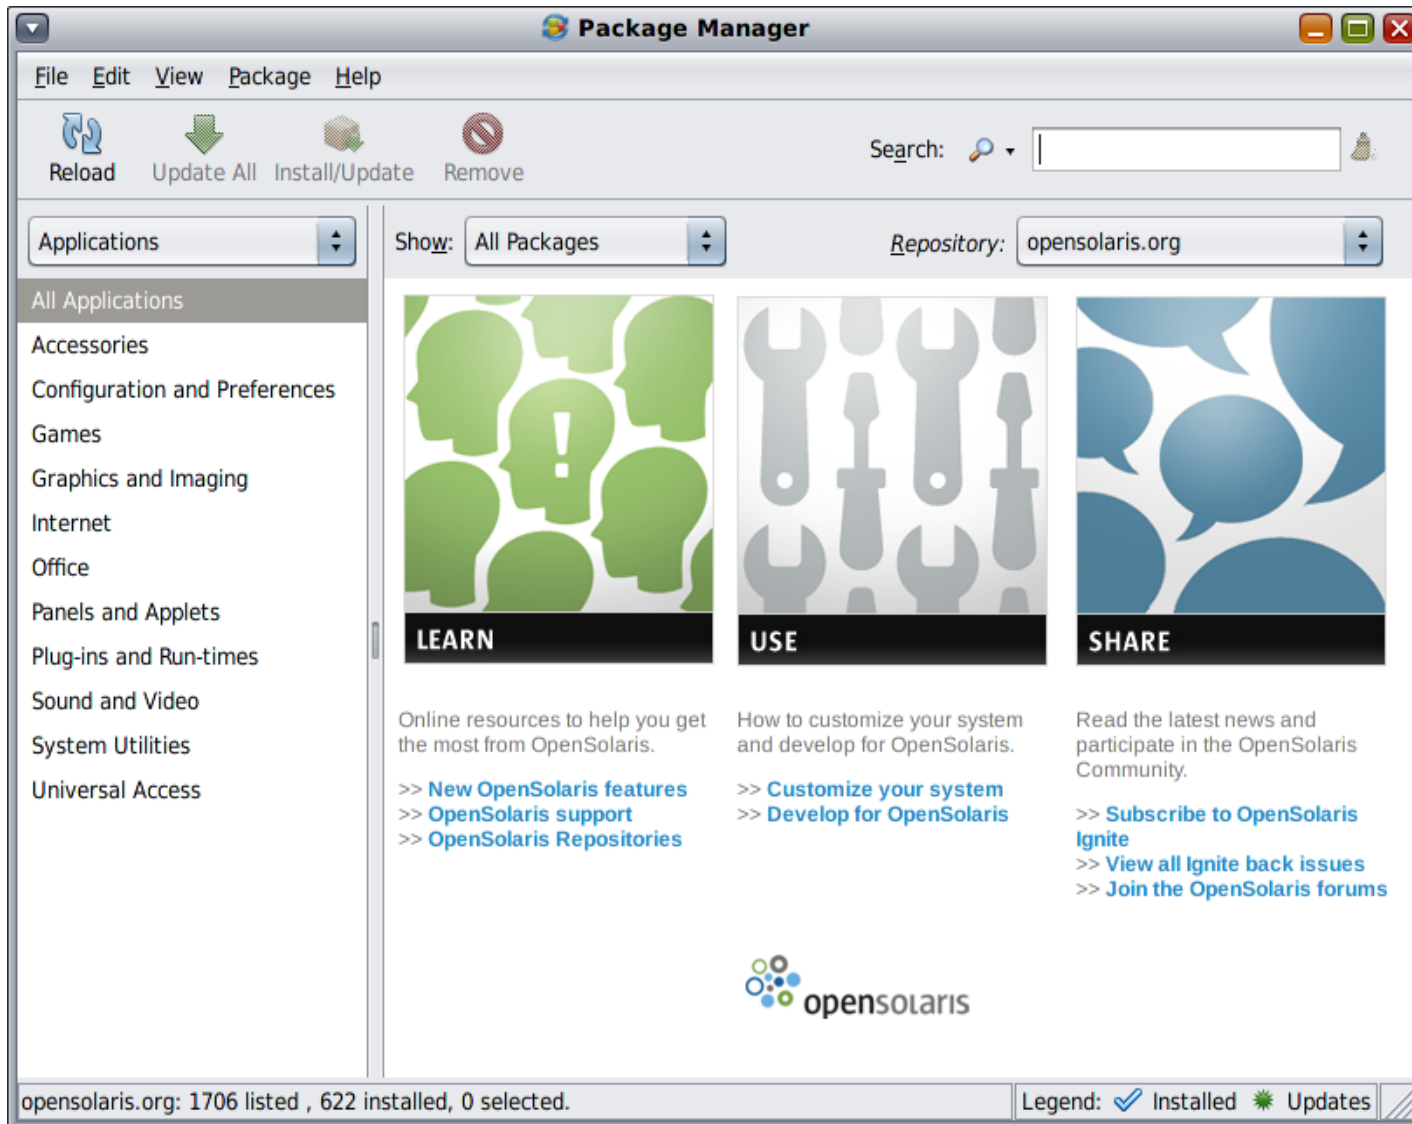 Package Manager
File Edit View Package Help
Reload Update All Install/Update Remove Search:
Applications Show: All Packages Repository: opensolaris.org
All Applications
Accessories
Configuration and Preferences
Games
Graphics and Imaging
Internet
Office
Panels and Applets
Plug-ins and Run-times
Sound and Video
System Utilities
Universal Access
LEARN
Online resources to help you get
the most from OpenSolaris.
>> New OpenSolaris features
>> OpenSolaris support
>> OpenSolaris Repositories
USE
How to customize your system
and develop for OpenSolaris.
>> Customize your system
>> Develop for OpenSolaris
SHARE
Read the latest news and
participate in the OpenSolaris
Community.
>> Subscribe to OpenSolaris
Ignite
>> View all Ignite back issues
>> Join the OpenSolaris forums
opensolaris
opensolaris.org: 1706 listed , 622 installed, 0 selected. Legend: Installed Updates